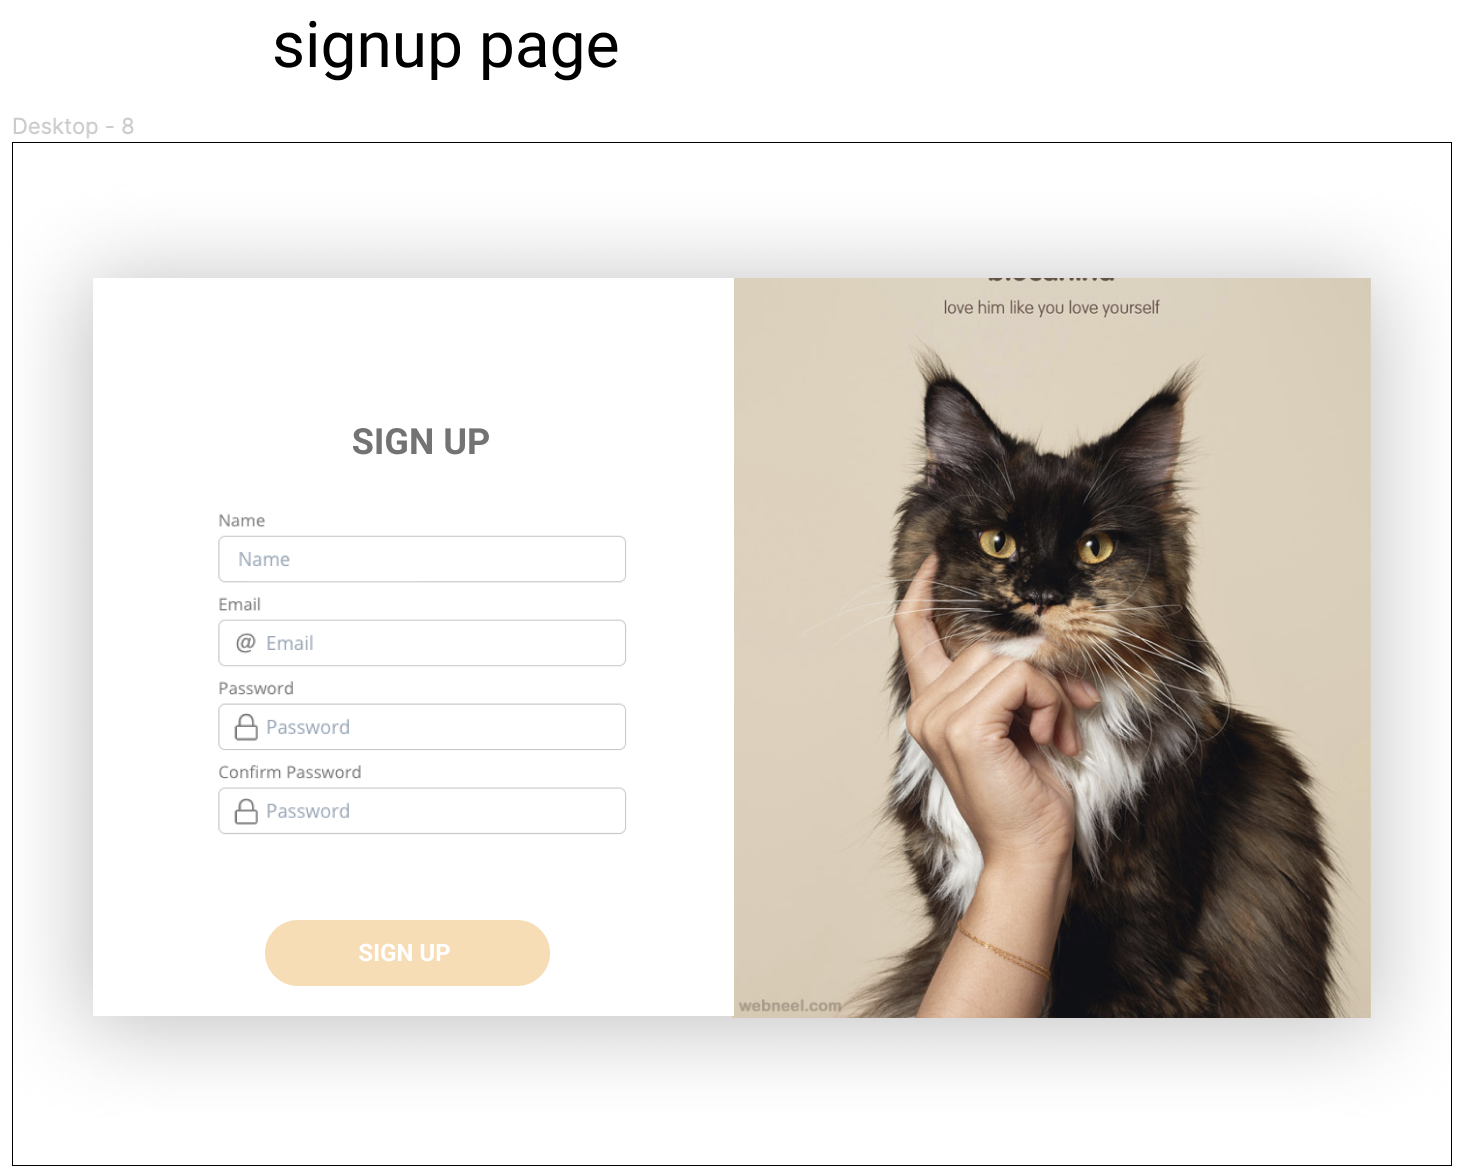 signup page
Desktop - 8
SIGN UP
Name
Name
Email
@ Email
Password
Password
Confirm Password
Password
SIGN UP
love him like you love yourself
webneel.com